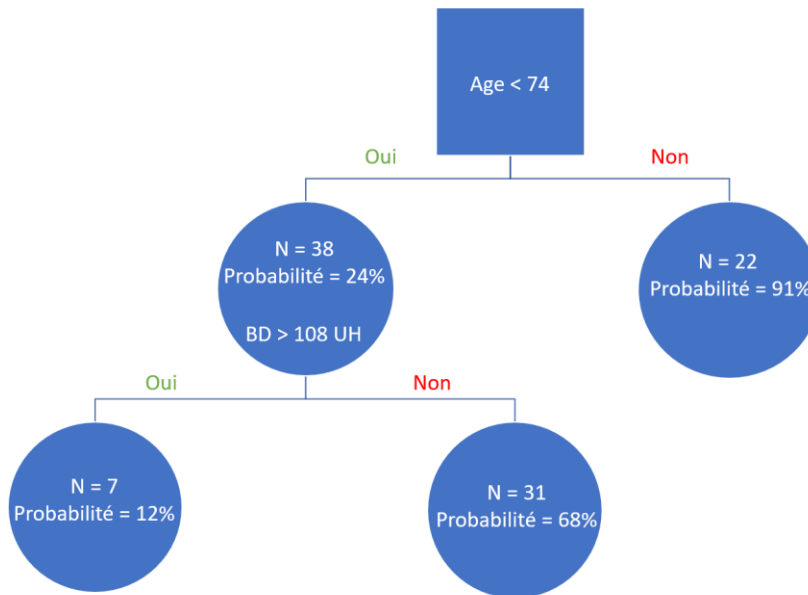 Age < 74
Oui
Non
N = 38
Probabilité = 24%
BD > 108 UH
N = 22
Probabilité = 91%
Oui
Non
N = 7
Probabilité = 12%
N = 31
Probabilité = 68%